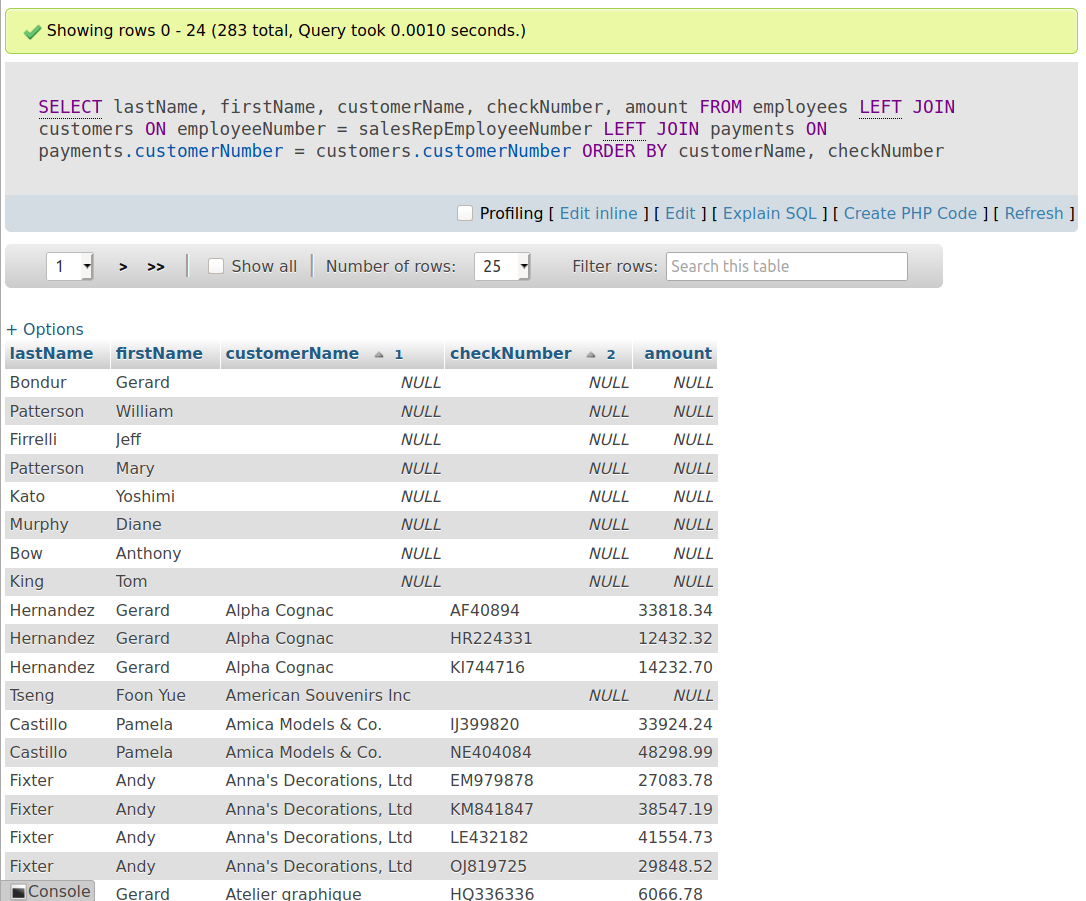 Showing rows 0 - 24 (283 total, Query took 0.0010 seconds.)
SELECT lastName, firstName, customerName, checkNumber, amount FROM employees LEFT JOIN
customers ON employeeNumber = salesRepEmployeeNumber LEFT JOIN payments ON
payments.customerNumber = customers.customerNumber ORDER BY customerName, checkNumber
Profiling [ Edit inline ] [ Edit ] [ Explain SQL ] [ Create PHP Code ] [ Refresh ]
1 > >> | Show all | Number of rows: 25 Filter rows: Search this table
+ Options
lastName firstName customerName 1 checkNumber 2 amount
Bondur Gerard NULL NULL NULL
Patterson William NULL NULL NULL
Firrelli Jeff NULL NULL NULL
Patterson Mary NULL NULL NULL
Kato Yoshimi NULL NULL NULL
Murphy Diane NULL NULL NULL
Bow Anthony NULL NULL NULL
King Tom NULL NULL NULL
Hernandez Gerard Alpha Cognac AF40894 33818.34
Hernandez Gerard Alpha Cognac HR224331 12432.32
Hernandez Gerard Alpha Cognac KI744716 14232.70
Tseng Foon Yue American Souvenirs Inc NULL NULL
Castillo Pamela Amica Models & Co. IJ399820 33924.24
Castillo Pamela Amica Models & Co. NE404084 48298.99
Fixter Andy Anna's Decorations, Ltd EM979878 27083.78
Fixter Andy Anna's Decorations, Ltd KM841847 38547.19
Fixter Andy Anna's Decorations, Ltd LE432182 41554.73
Fixter Andy Anna's Decorations, Ltd OJ819725 29848.52
Console Gerard Atelier graphique HQ336336 6066.78